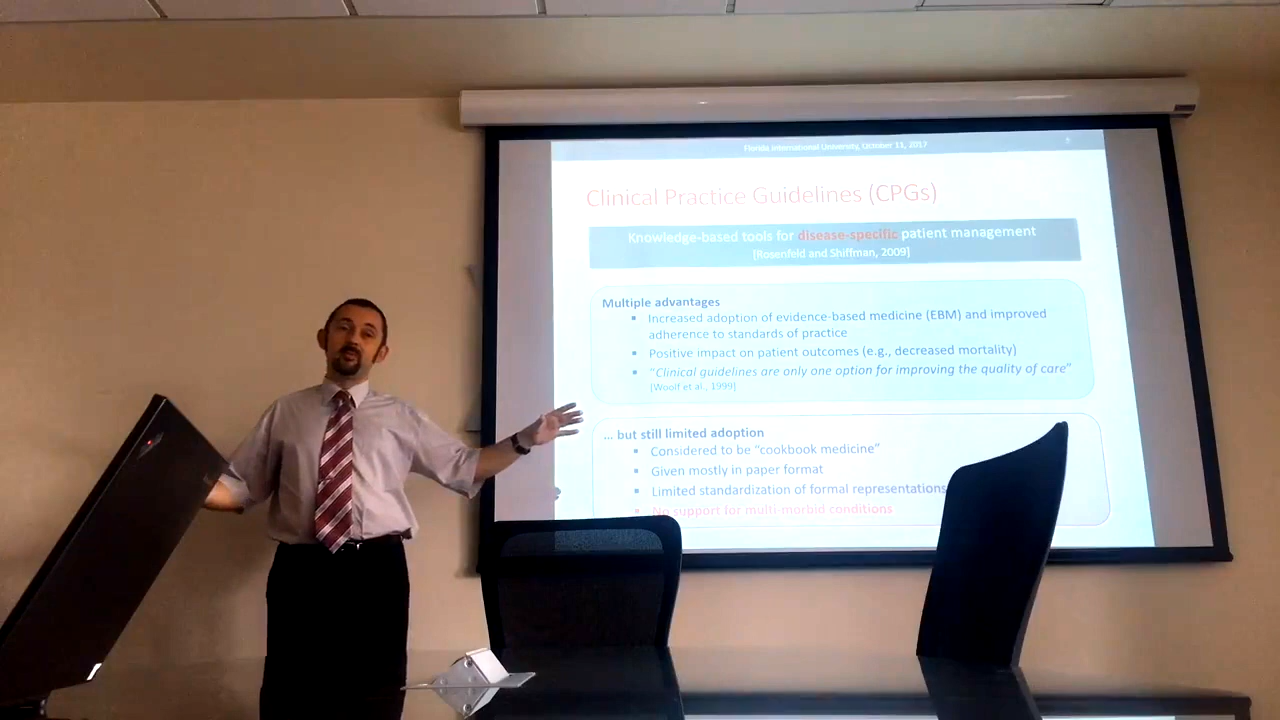 Florida International University, October 11, 2017
Clinical Practice Guidelines (CPGs)
Knowledge-based tools for disease-specific patient management
[Rosenfeld and Shiffman, 2009]
Multiple advantages
▪ Increased adoption of evidence-based medicine (EBM) and improved
adherence to standards of practice
▪ Positive impact on patient outcomes (e.g., decreased mortality)
▪ "Clinical guidelines are only one option for improving the quality of care"
[Woolf et al., 1999]
... but still limited adoption
▪ Considered to be "cookbook medicine"
▪ Given mostly in paper format
▪ Limited standardization of formal representations
▪ No support for multi-morbid conditions